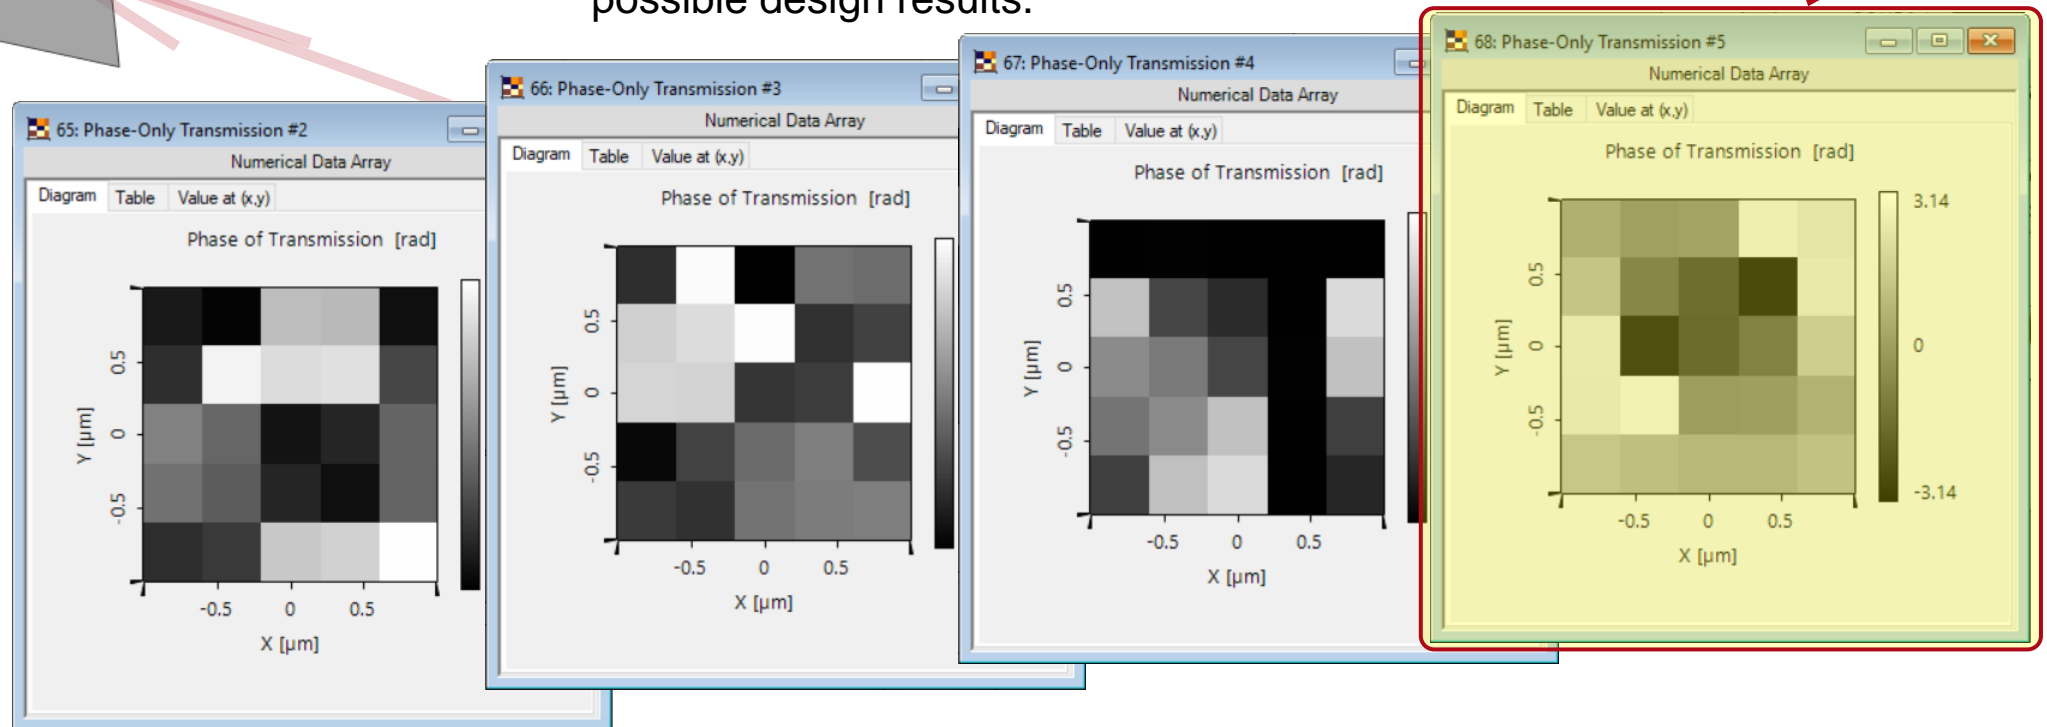 possible design results.
65: Phase-Only Transmission #2
Numerical Data Array
Diagram Table Value at (x,y)
Phase of Transmission [rad]
0.5
0
-0.5
Y [µm]
-0.5 0 0.5
X [µm]
66: Phase-Only Transmission #3
Numerical Data Array
Diagram Table Value at (x,y)
Phase of Transmission [rad]
0.5
0
-0.5
Y [µm]
-0.5 0 0.5
X [µm]
67: Phase-Only Transmission #4
Numerical Data Array
Diagram Table Value at (x,y)
Phase of Transmission [rad]
0.5
0
-0.5
Y [µm]
-0.5 0 0.5
X [µm]
68: Phase-Only Transmission #5
Numerical Data Array
Diagram Table Value at (x,y)
Phase of Transmission [rad]
0.5
0
-0.5
Y [µm]
-0.5 0 0.5
X [µm]
3.14
0
-3.14